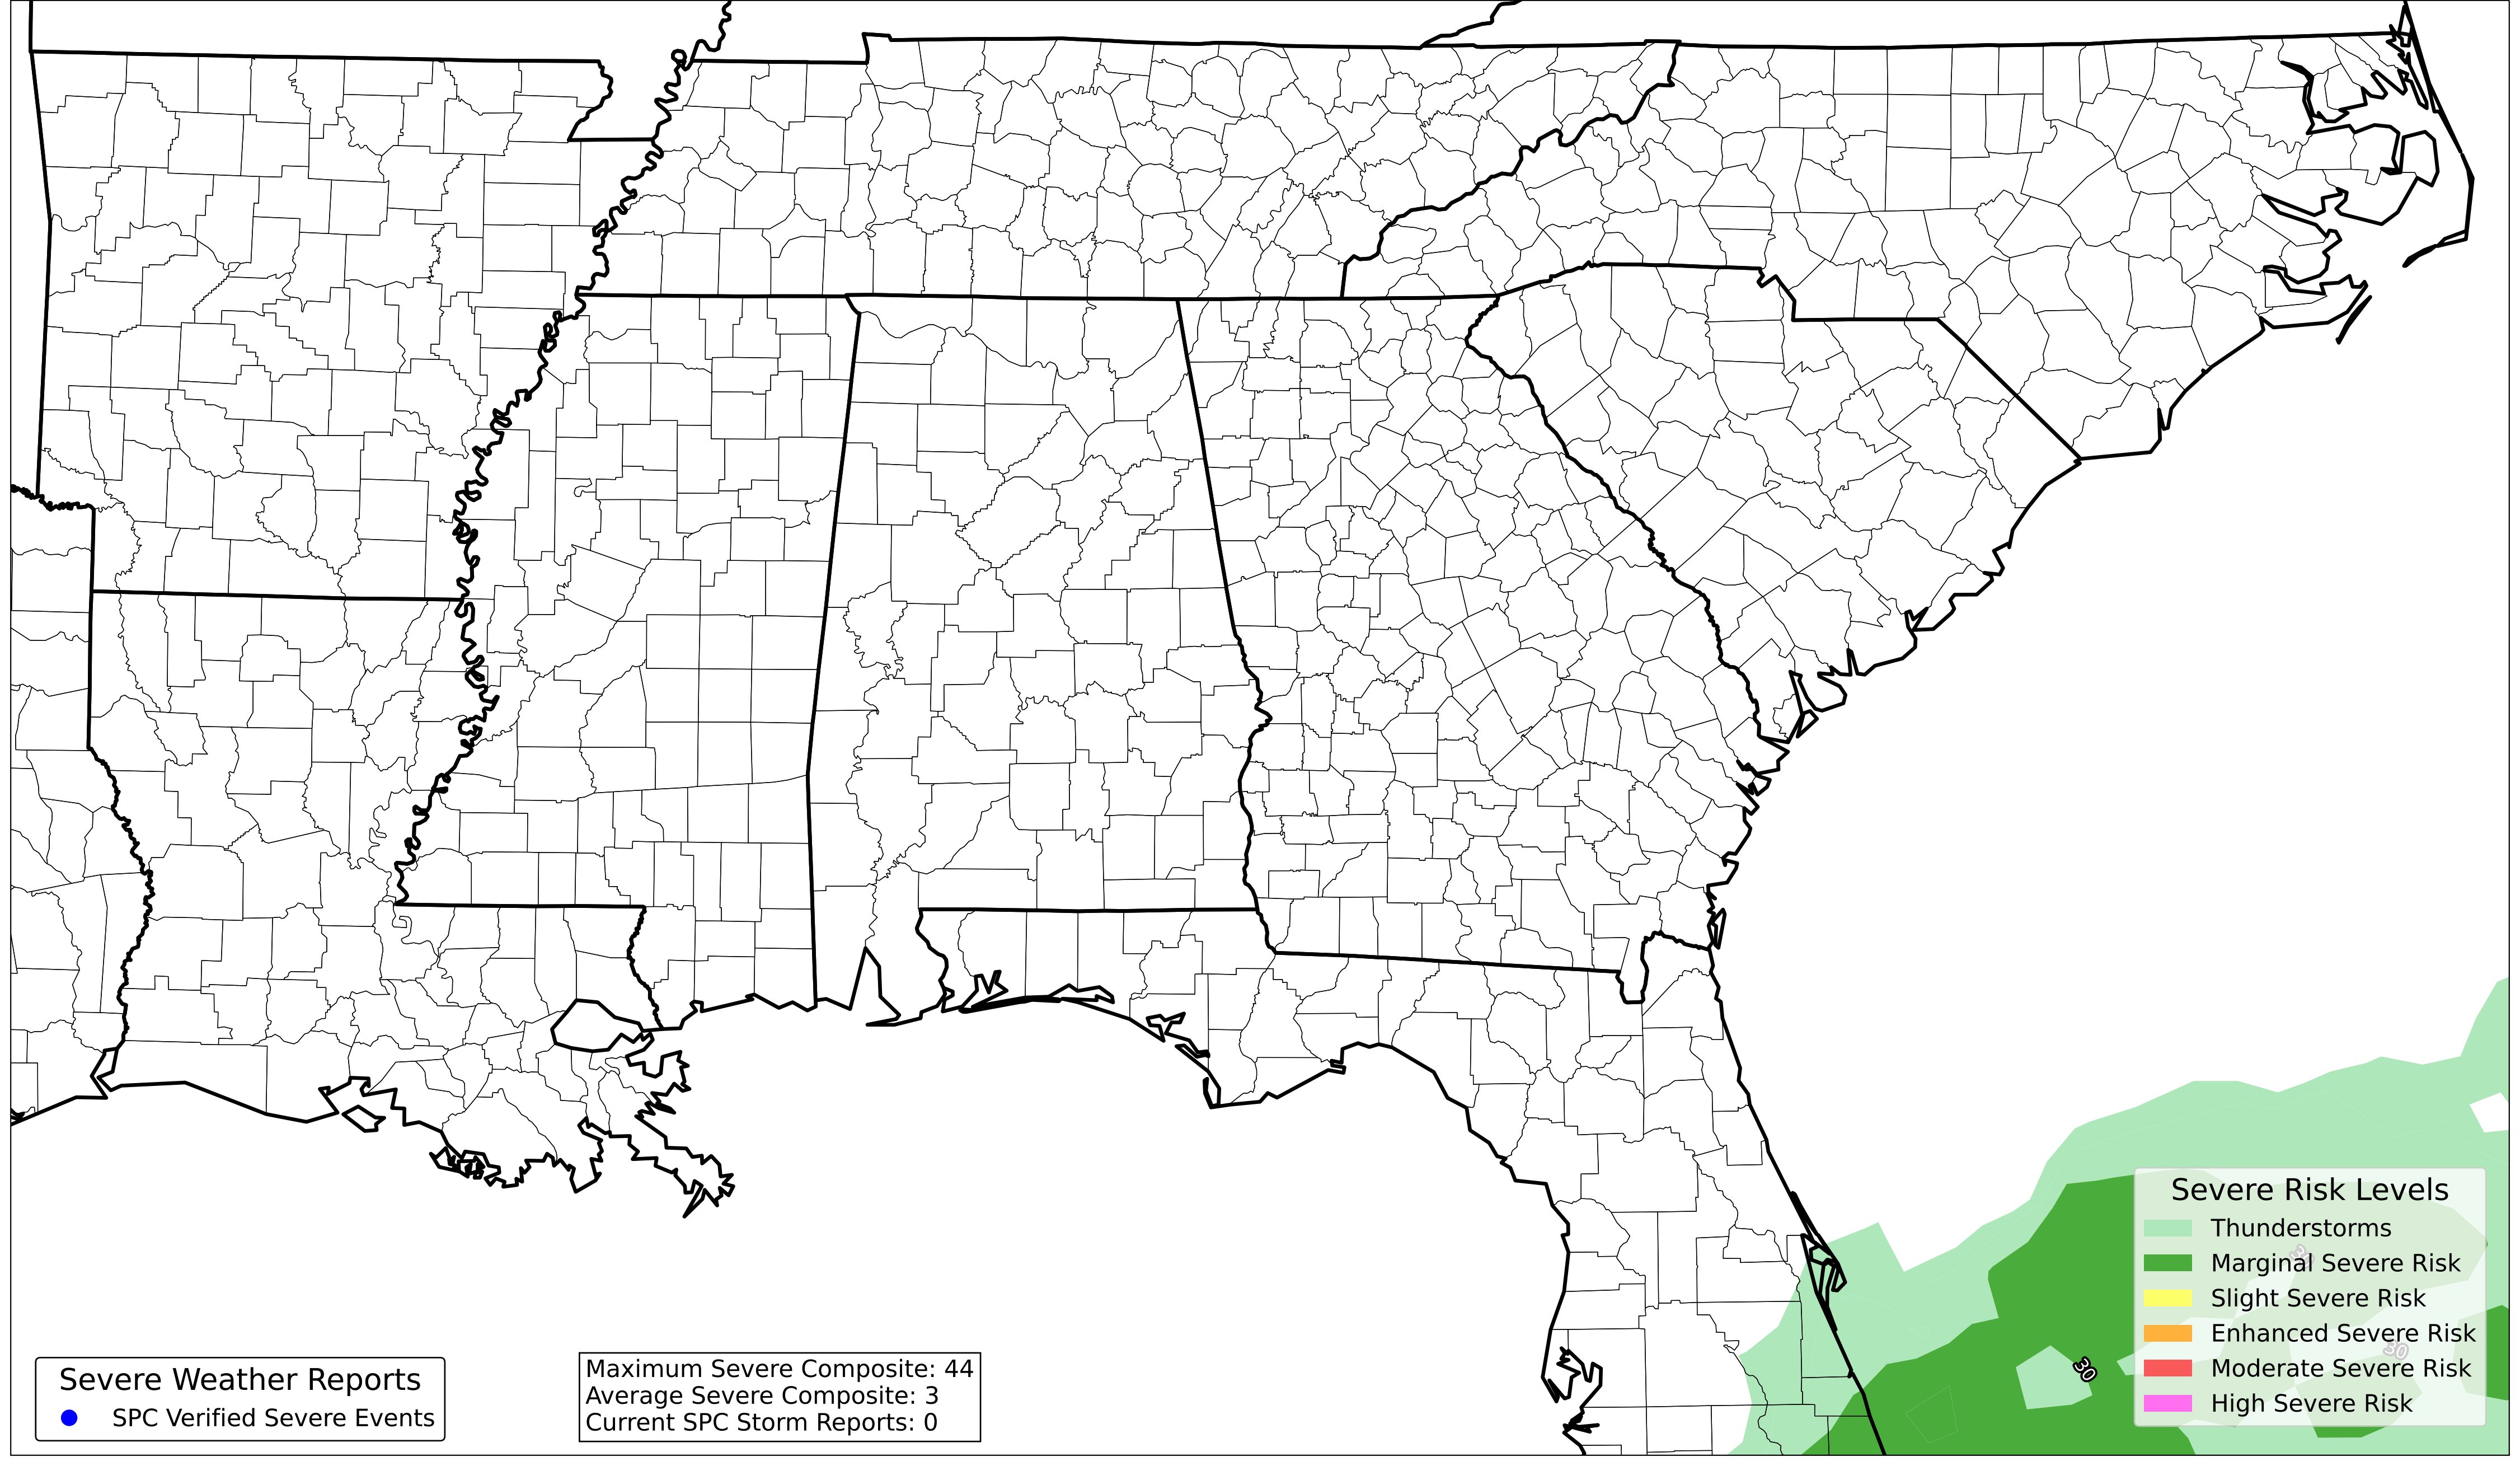 Severe Risk Levels
Thunderstorms
Marginal Severe Risk
Slight Severe Risk
Enhanced Severe Risk
Moderate Severe Risk
High Severe Risk
30
30
Severe Weather Reports
SPC Verified Severe Events
Maximum Severe Composite: 44
Average Severe Composite: 3
Current SPC Storm Reports: 0